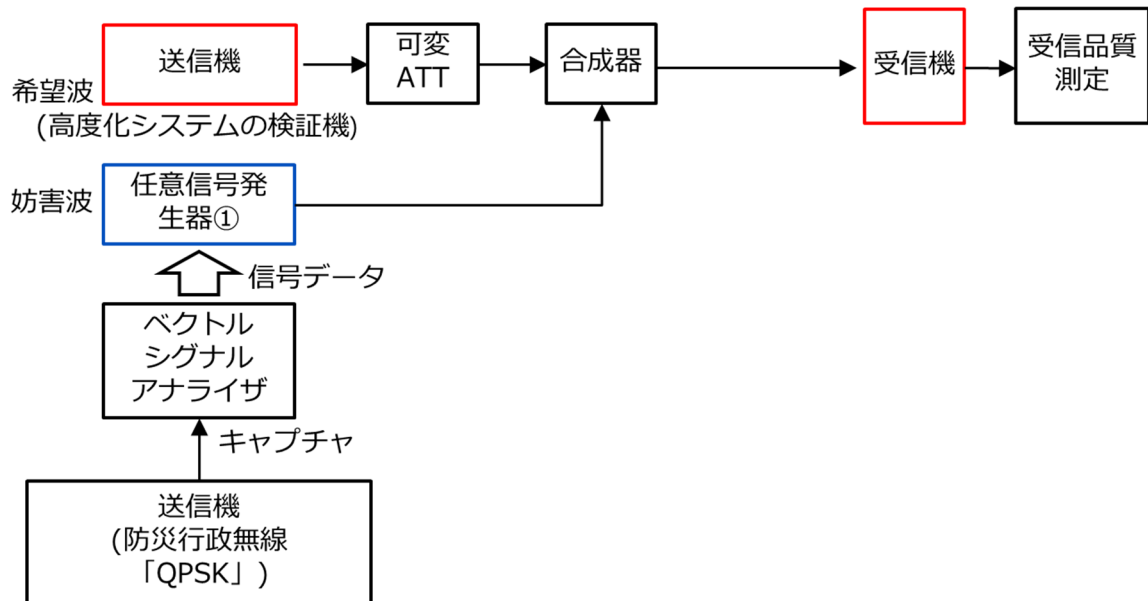 送信機
可変
ATT
合成器
受信機
受信品質
測定
希望波
(高度化システムの検証機)
妨害波
任意信号発
生器①
信号データ
ベクトル
シグナル
アナライザ
キャプチャ
送信機
(防災行政無線
「QPSK」)